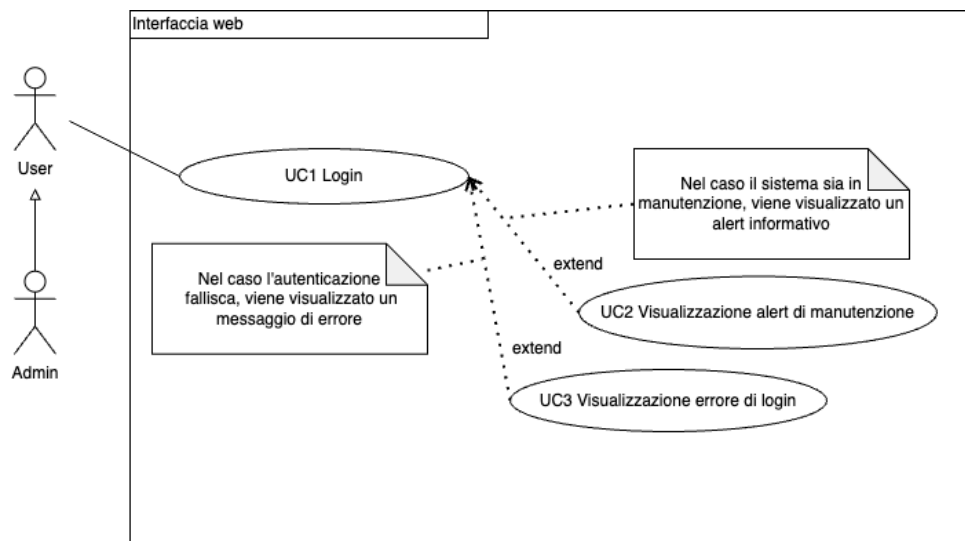 Interfaccia web
User
UC1 Login
Nel caso il sistema sia in
manutenzione, viene visualizzato un
alert informativo
Nel caso l'autenticazione
fallisca, viene visualizzato un
messaggio di errore
extend
UC2 Visualizzazione alert di manutenzione
extend
Admin
UC3 Visualizzazione errore di login